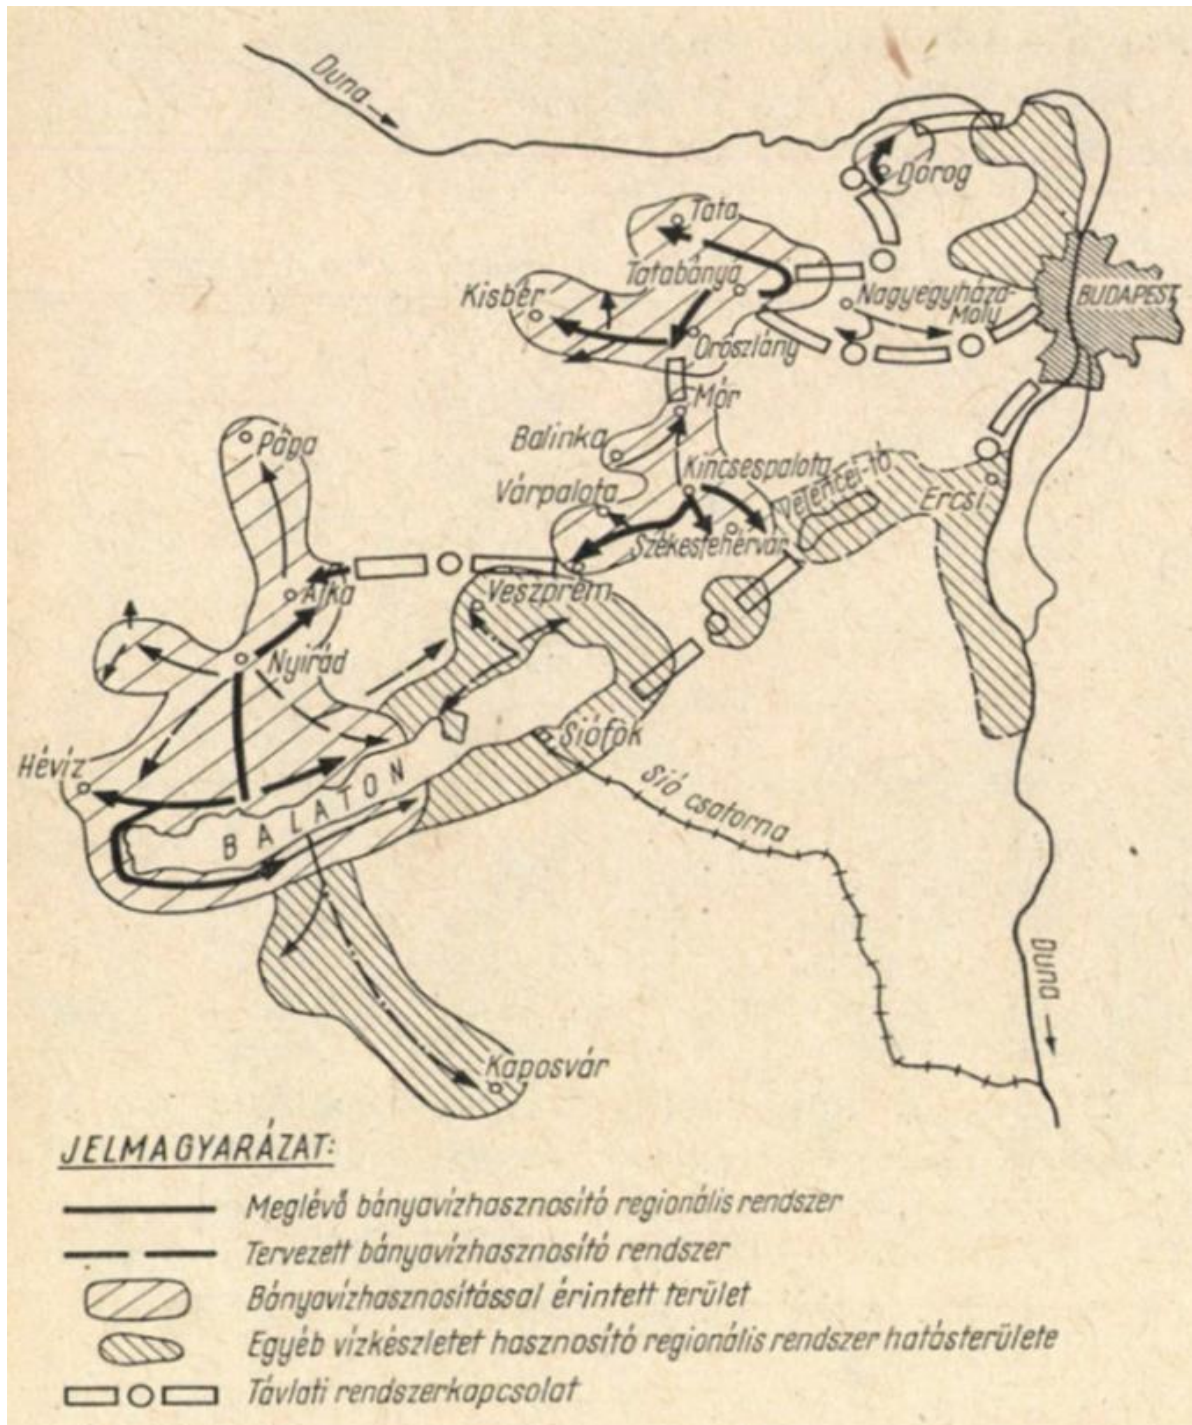 Duna
Dorog
Tata
Tatabánya
Kisbér
Nagyegyháza-
Mány
BUDAPEST
Oroszlány
Mór
Balinka
Pápa
Kincsespalota
Várpalota
Velencei-tó
Ercsi
Székesfehérvár
Ajka
Veszprém
Nyirád
Siófok
Hévíz
BALATON
Sió csatorna
Duna
Kaposvár
JELMAGYARÁZAT:
Meglévő bányavízhasznosító regionális rendszer
Tervezett bányavízhasznosító rendszer
Bányavízhasznosítással érintett terület
Egyéb vízkészletet hasznosító regionális rendszer hatásterülete
Távlati rendszerkapcsolat